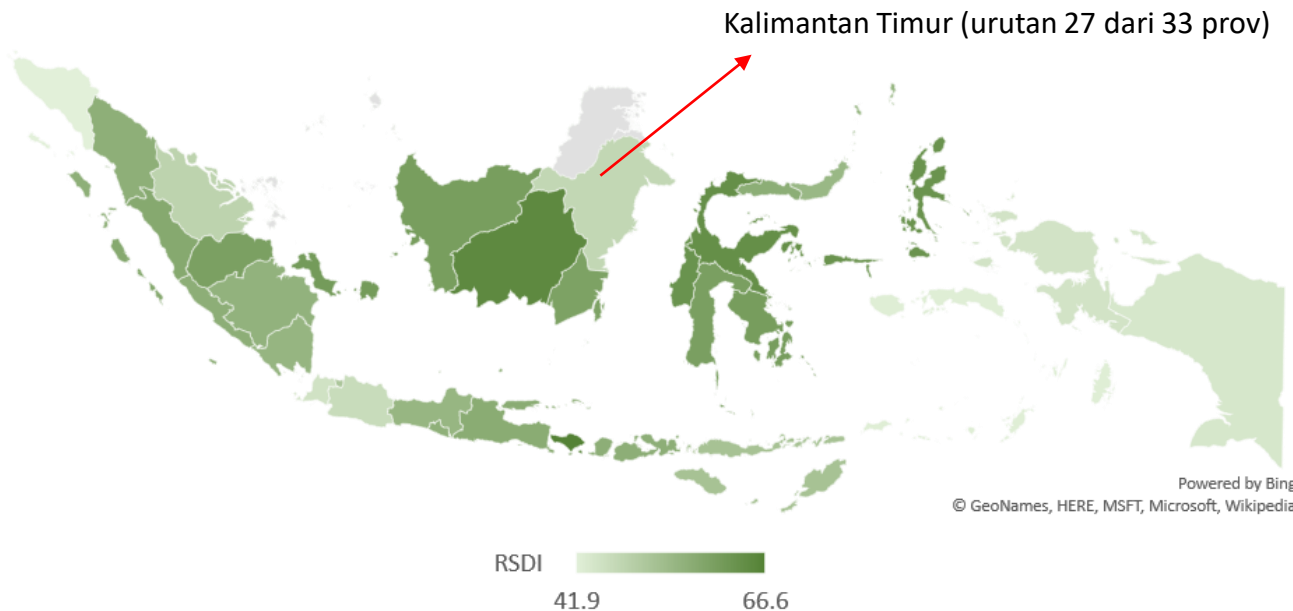 Kalimantan Timur (urutan 27 dari 33 prov)
Powered by Bing
© GeoNames, HERE, MSFT, Microsoft, Wikipedia
RSDI
41.9 66.6